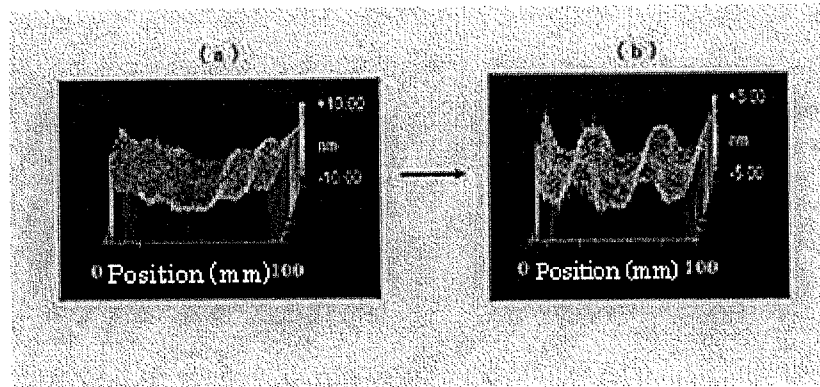 (a)
(b)
+10.00
nm
-10.00
0 Position (mm) 100
+5.00
nm
-5.00
0 Position (mm) 100